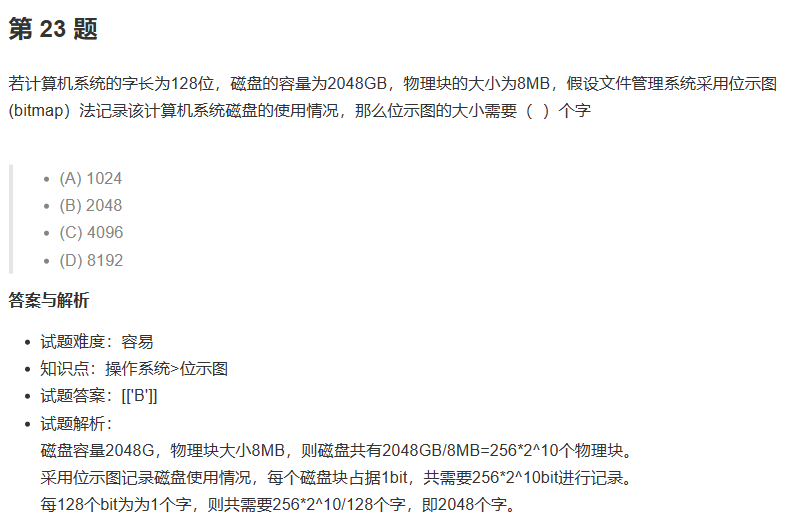 第 23 题
若计算机系统的字长为128位，磁盘的容量为2048GB，物理块的大小为8MB，假设文件管理系统采用位示图
(bitmap）法记录该计算机系统磁盘的使用情况，那么位示图的大小需要（ ）个字
• (A) 1024
• (B) 2048
• (C) 4096
• (D) 8192
答案与解析
• 试题难度：容易
• 知识点：操作系统>位示图
• 试题答案：[['B']]
• 试题解析：
磁盘容量2048G，物理块大小8MB，则磁盘共有2048GB/8MB=256*2^10个物理块。
采用位示图记录磁盘使用情况，每个磁盘块占据1bit，共需要256*2^10bit进行记录。
每128个bit为为1个字，则共需要256*2^10/128个字，即2048个字。